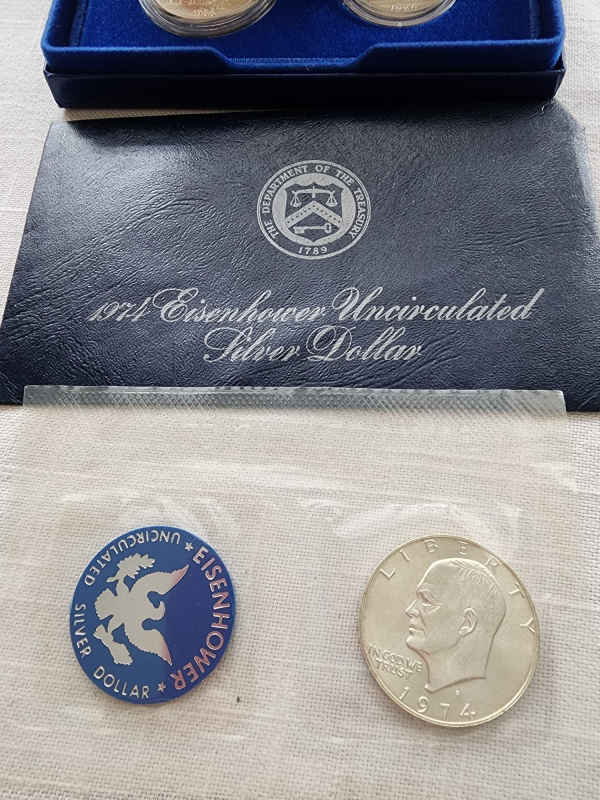 THE DEPARTMENT OF THE TREASURY
1789
1974 Eisenhower Uncirculated
Silver Dollar
EISENHOWER
UNCIRCULATED SILVER DOLLAR
LIBERTY
IN GOD WE
TRUST
S
1974